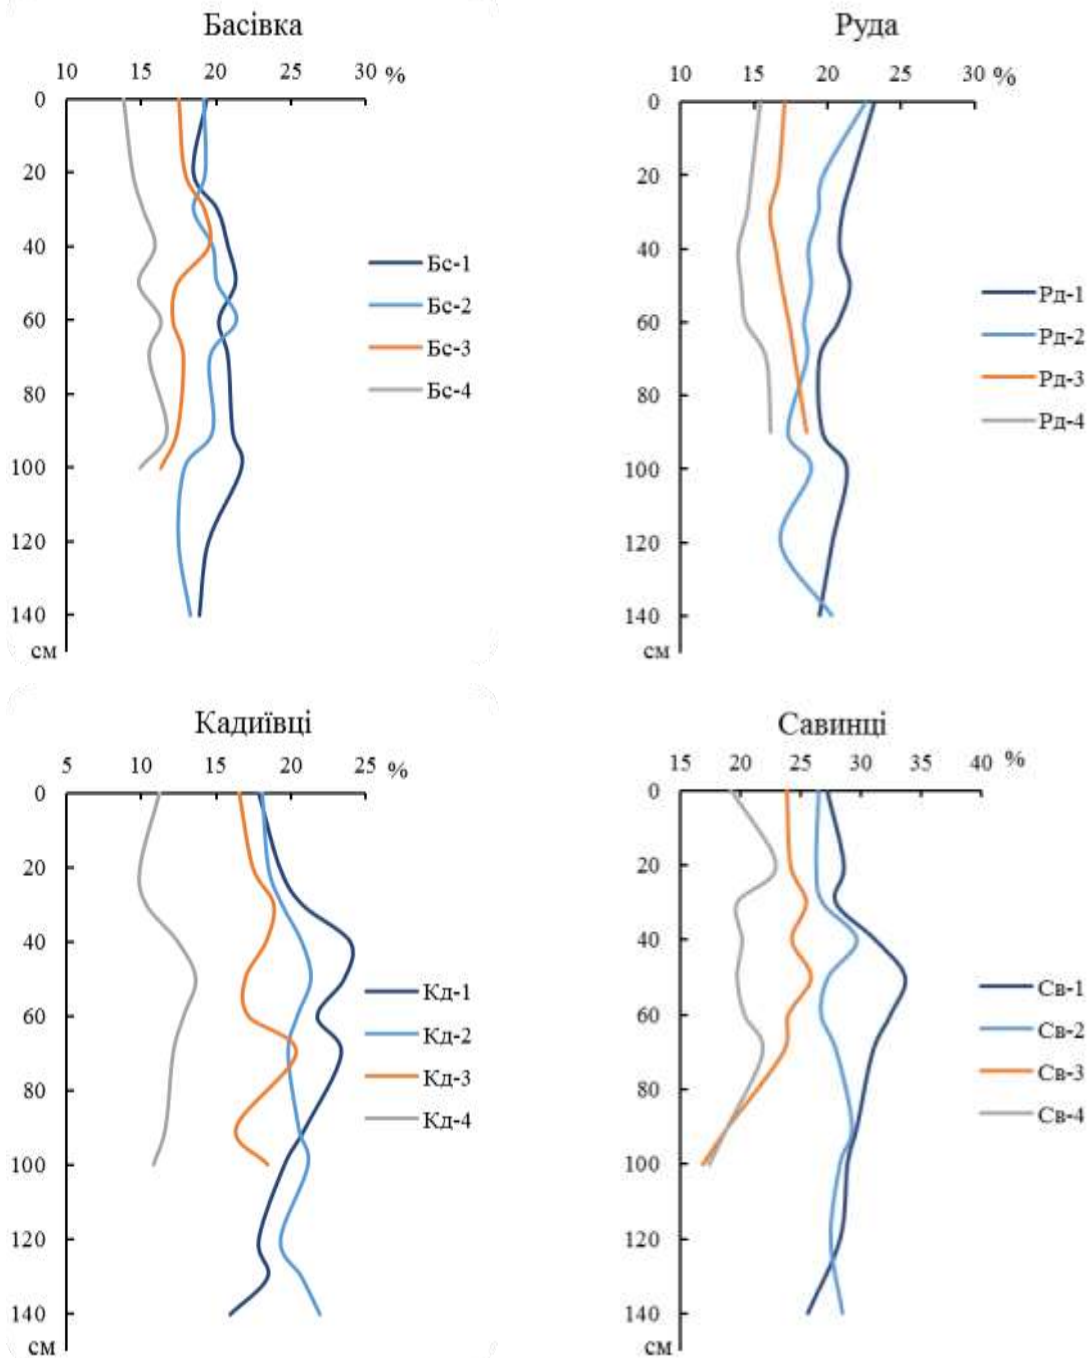 Басівка
10 15 20 25 30 %
0
20
40
60
80
100
120
140
см
Бс-1
Бс-2
Бс-3
Бс-4
Руда
10 15 20 25 30 %
0
20
40
60
80
100
120
140
см
Рд-1
Рд-2
Рд-3
Рд-4
Кадиївці
5 10 15 20 25 %
0
20
40
60
80
100
120
140
см
Кд-1
Кд-2
Кд-3
Кд-4
Савинці
15 20 25 30 35 40 %
0
20
40
60
80
100
120
140
см
Св-1
Св-2
Св-3
Св-4